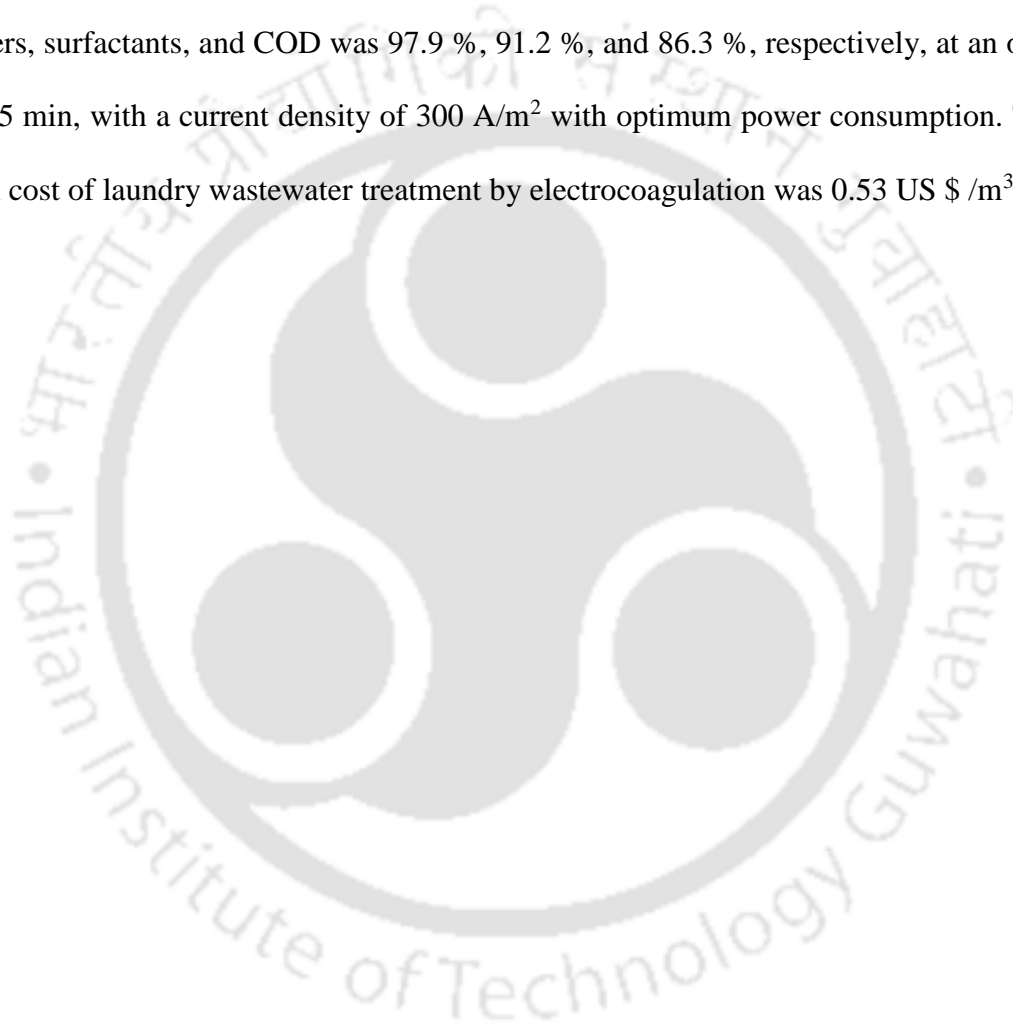 ers, surfactants, and COD was 97.9 %, 91.2 %, and 86.3 %, respectively, at an o
5 min, with a current density of 300 A/m² with optimum power consumption.
cost of laundry wastewater treatment by electrocoagulation was 0.53 US $ /m³
भारतीय प्रौद्योगिकी संस्थान गुवाहाटी
Indian Institute of Technology Guwahati